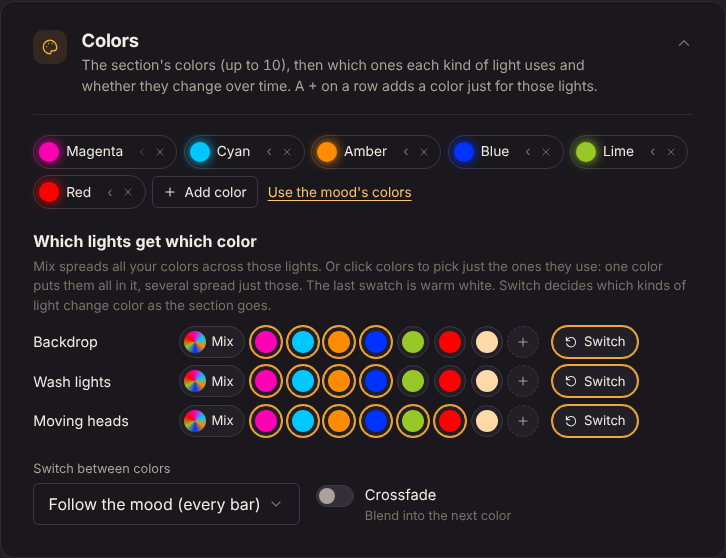 Colors
The section's colors (up to 10), then which ones each kind of light uses and
whether they change over time. A + on a row adds a color just for those lights.
Magenta ‹ × Cyan ‹ × Amber ‹ × Blue ‹ × Lime ‹ ×
Red ‹ × + Add color Use the mood's colors
Which lights get which color
Mix spreads all your colors across those lights. Or click colors to pick just the ones they use: one color
puts them all in it, several spread just those. The last swatch is warm white. Switch decides which kinds of
light change color as the section goes.
Backdrop Mix + Switch
Wash lights Mix + Switch
Moving heads Mix + Switch
Switch between colors
Follow the mood (every bar) Crossfade
Blend into the next color